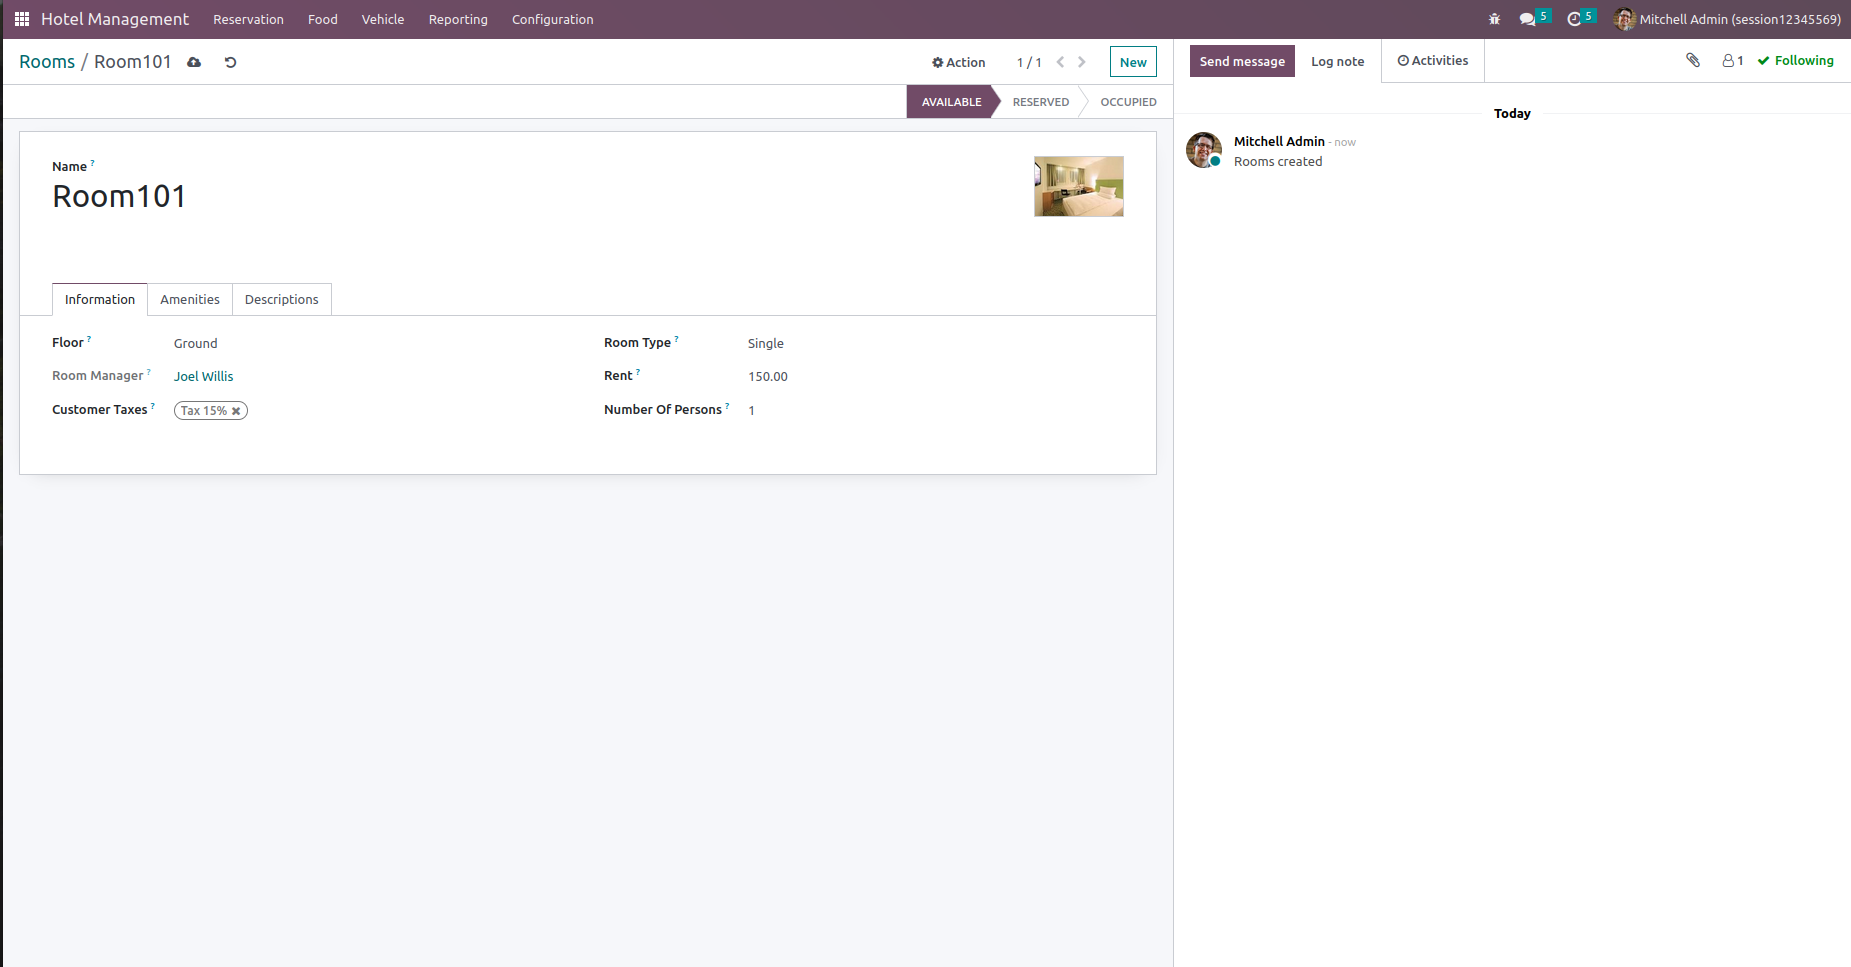 Hotel Management Reservation Food Vehicle Reporting Configuration 5 5 Mitchell Admin (session12345569)
Rooms / Room101 Action 1 / 1 New
Send message Log note Activities 1 Following
AVAILABLE RESERVED OCCUPIED
Today
Mitchell Admin - now
Rooms created
Name ?
Room101
Information Amenities Descriptions
Floor ? Ground Room Type ? Single
Room Manager ? Joel Willis Rent ? 150.00
Customer Taxes ? Tax 15% Number Of Persons ? 1